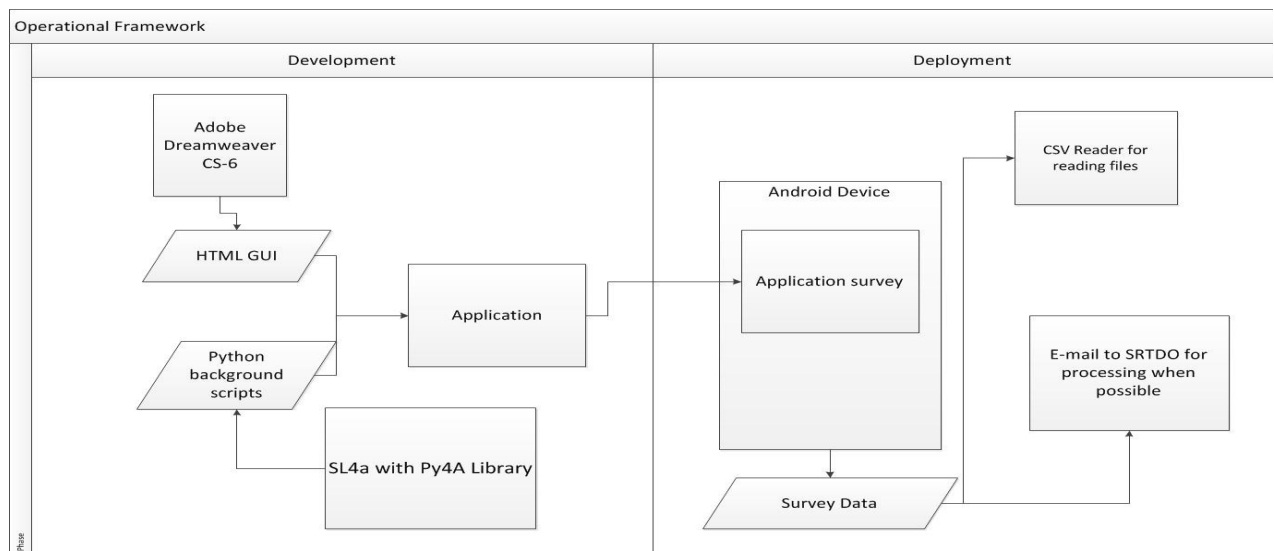 Operational Framework
Development
Deployment
Adobe
Dreamweaver
CS-6
HTML GUI
Python
background
scripts
SL4a with Py4A Library
Application
Android Device
Application survey
Survey Data
CSV Reader for
reading files
E-mail to SRTDO for
processing when
possible
Phase